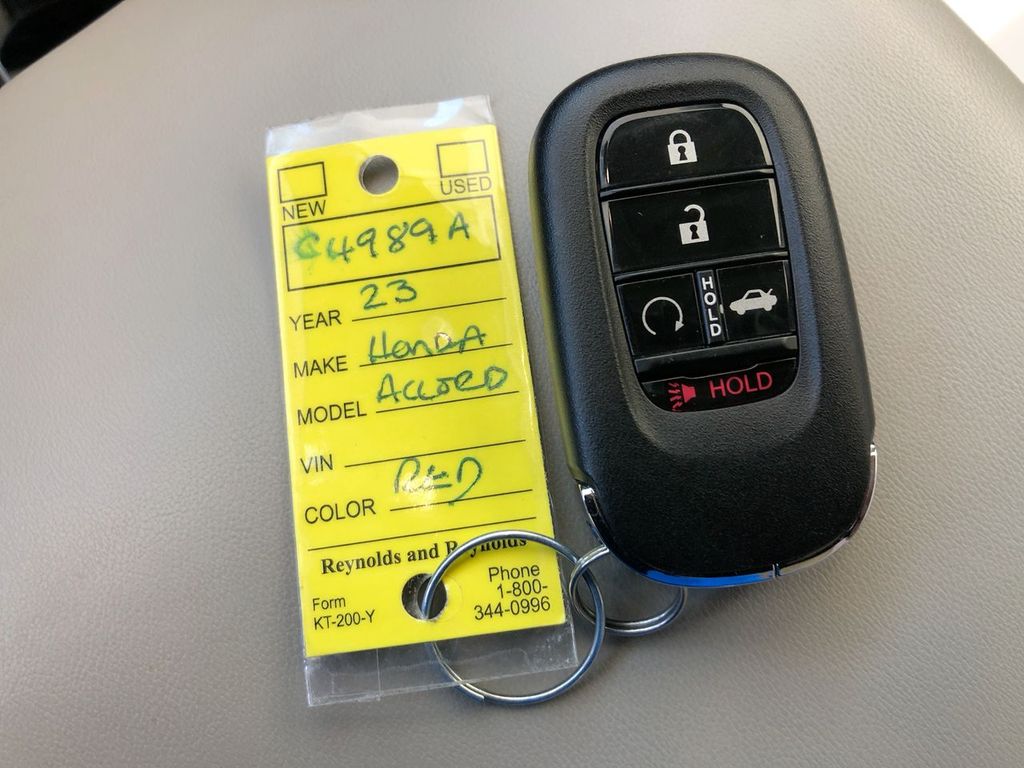 NEW USED
C4989A
YEAR 23
MAKE HONDA
MODEL ACCORD
VIN
COLOR RED
Reynolds and Reynolds
Form
KT-200-Y
Phone
1-800-
344-0996
HOLD
HOLD